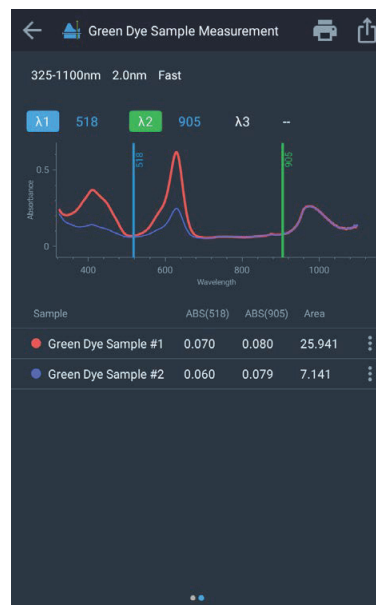 Green Dye Sample Measurement
325-1100nm 2.0nm Fast
λ1 518 λ2 905 λ3 --
518
905
0.5
0
Absorbance
400 600 800 1000
Wavelength
Sample ABS(518) ABS(905) Area
Green Dye Sample #1 0.070 0.080 25.941
Green Dye Sample #2 0.060 0.079 7.141